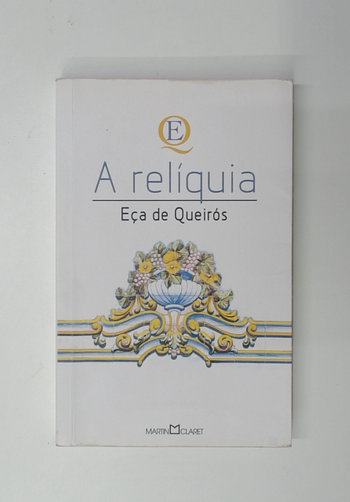 EQ
A relíquia
Eça de Queirós
MARTIN CLARET